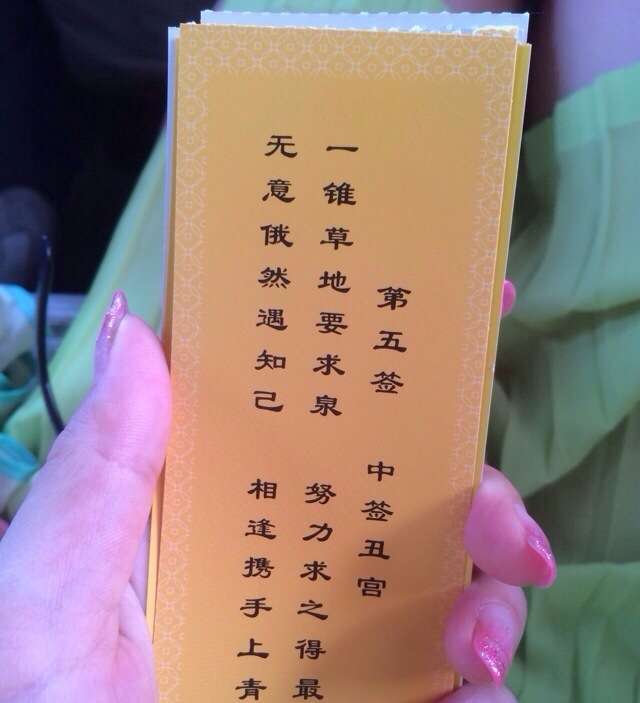 第五签 中签丑宫
一锥草地要求泉 努力求之得最
无意俄然遇知己 相逢携手上青